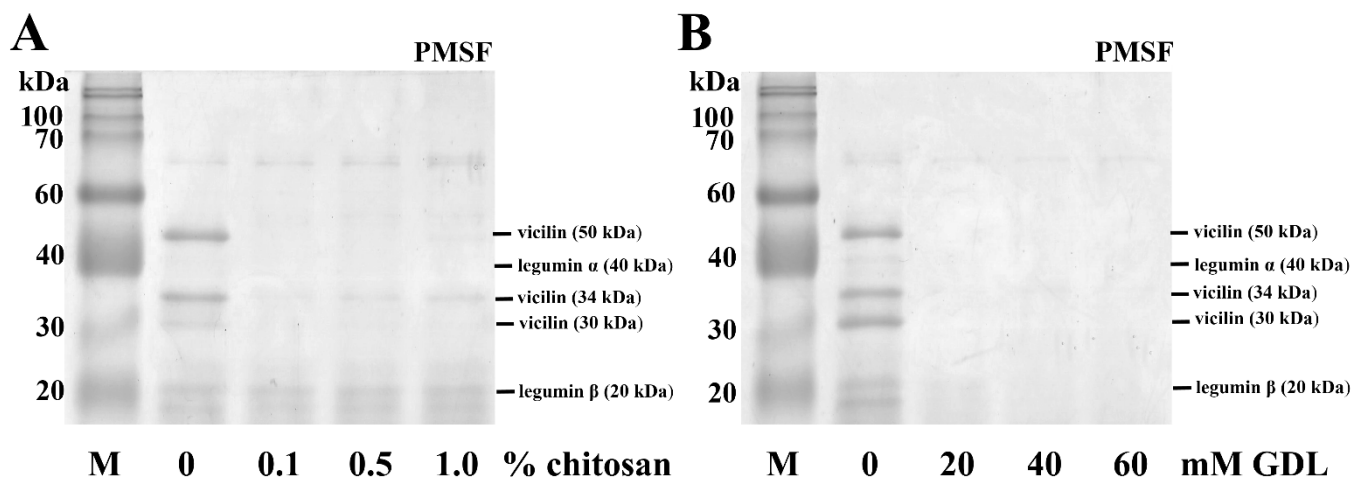 A
PMSF
kDa
100
70
60
40
30
20
vicilin (50 kDa)
legumin α (40 kDa)
vicilin (34 kDa)
vicilin (30 kDa)
legumin β (20 kDa)
M 0 0.1 0.5 1.0 % chitosan
B
PMSF
kDa
100
70
60
40
30
20
vicilin (50 kDa)
legumin α (40 kDa)
vicilin (34 kDa)
vicilin (30 kDa)
legumin β (20 kDa)
M 0 20 40 60 mM GDL